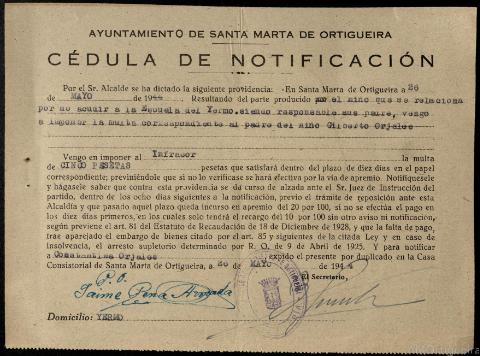 AYUNTAMIENTO DE SANTA MARTA DE ORTIGUEIRA
CÉDULA DE NOTIFICACIÓN
Por el Sr. Alcalde se ha dictado la siguiente providencia: -En Santa Marta de Ortigueira a 26
de MAYO de 1944. Resultando del parte producido por el niño que se relaciona
por no acudir a la Escuela del Yermo, siendo responsable sus padre, vengo
a imponer la multa correspondiente al padre del niño Gilberto Orjales
Vengo en imponer al Infractor la multa
de CINCO PESETAS pesetas que satisfará dentro del plazo de diez días en el papel
correspondiente; previniéndole que si no lo verificase se hará efectiva por la vía de apremio. Notifíquesele
y hágasele saber que contra esta providencia se da curso de alzada ante el Sr. Juez de Instrucción del
partido, dentro de los ocho días siguientes a la notificación, previo el trámite de reposición ante esta
Alcaldía y que pasado aquel plazo queda incurso en apremio del 20 por 100, si no se efectúa el pago en
los diez días primeros, en los cuales solo tendrá el recargo del 10 por 100 sin otro aviso ni notificación,
según previene el art. 81 del Estatuto de Recaudación de 18 de Diciembre de 1928, y que la falta de pago,
tras aparejado el embargo de bienes citado por el art. 85 y siguientes de la citada Ley y en caso de
insolvencia, el arresto supletorio determinado por R. O. de 9 de Abril de 1925. Y para notificar
a Constantino Orjales expido el presente por duplicado en la Casa
Consistorial de Santa Marta de Ortigueira, a 26 de MAYO de 1944
El Secretario,
P. O.
Jaime Pena
Domicilio: YERMO